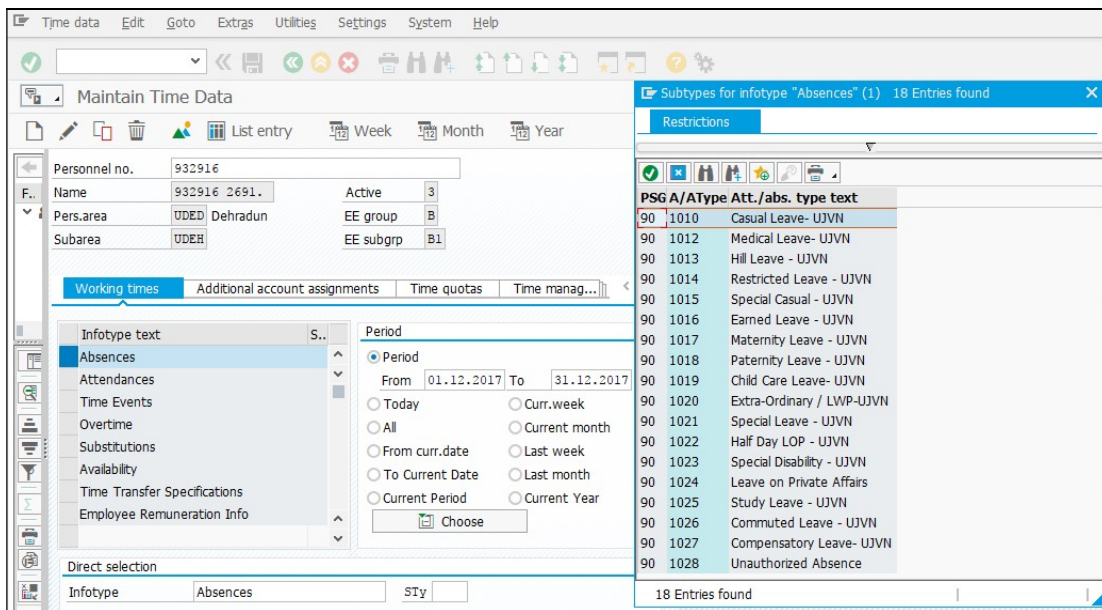 Time data Edit Goto Extras Utilities Settings System Help
Maintain Time Data
List entry Week Month Year
Personnel no. 932916
Name 932916 2691. Active 3
Pers.area UDED Dehradun EE group B
Subarea UDEH EE subgrp B1
F..
Working times Additional account assignments Time quotas Time manag...
Infotype text S..
Absences
Attendances
Time Events
Overtime
Substitutions
Availability
Time Transfer Specifications
Employee Remuneration Info
Period
Period
From 01.12.2017 To 31.12.2017
Today Curr.week
All Current month
From curr.date Last week
To Current Date Last month
Current Period Current Year
Choose
Direct selection
Infotype Absences STy
Subtypes for infotype "Absences" (1) 18 Entries found
Restrictions
PSG A/AType Att./abs. type text
90 1010 Casual Leave- UJVN
90 1012 Medical Leave- UJVN
90 1013 Hill Leave - UJVN
90 1014 Restricted Leave - UJVN
90 1015 Special Casual - UJVN
90 1016 Earned Leave - UJVN
90 1017 Maternity Leave - UJVN
90 1018 Paternity Leave - UJVN
90 1019 Child Care Leave- UJVN
90 1020 Extra-Ordinary / LWP-UJVN
90 1021 Special Leave - UJVN
90 1022 Half Day LOP - UJVN
90 1023 Special Disability - UJVN
90 1024 Leave on Private Affairs
90 1025 Study Leave - UJVN
90 1026 Commuted Leave - UJVN
90 1027 Compensatory Leave- UJVN
90 1028 Unauthorized Absence
18 Entries found